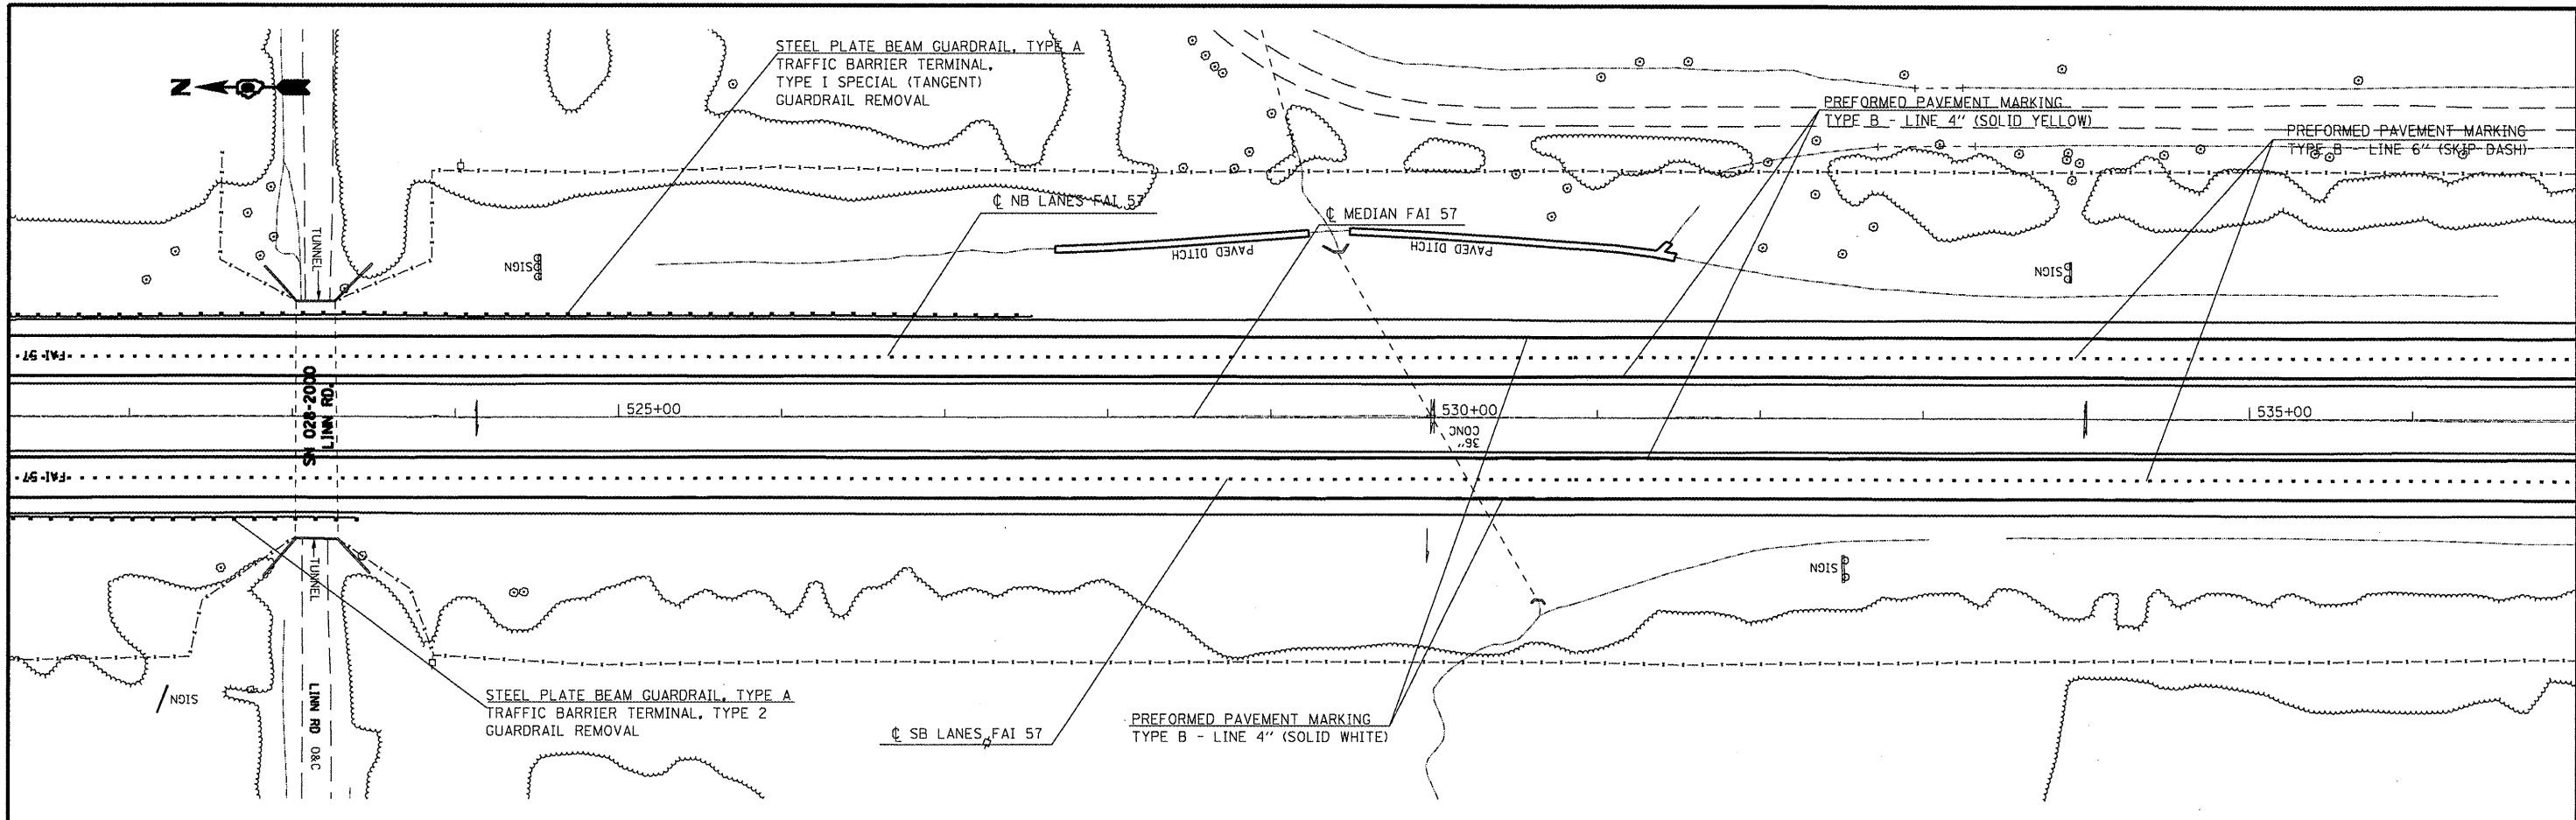 STEEL PLATE BEAM GUARDRAIL, TYPE A
TRAFFIC BARRIER TERMINAL,
TYPE I SPECIAL (TANGENT)
GUARDRAIL REMOVAL
N
PREFORMED PAVEMENT MARKING
TYPE B - LINE 4" (SOLID YELLOW)
PREFORMED PAVEMENT MARKING
TYPE B - LINE 6" (SKIP DASH)
℄ NB LANES FAI 57
℄ MEDIAN FAI 57
TUNNEL
SIGN
PAVED DITCH
PAVED DITCH
SIGN
FAI 57
SN 028-2000
LINN RD.
525+00
530+00
535+00
36"
CONC
FAI 57
TUNNEL
SIGN
SIGN
LINN RD O&C
STEEL PLATE BEAM GUARDRAIL, TYPE A
TRAFFIC BARRIER TERMINAL, TYPE 2
GUARDRAIL REMOVAL
℄ SB LANES FAI 57
PREFORMED PAVEMENT MARKING
TYPE B - LINE 4" (SOLID WHITE)